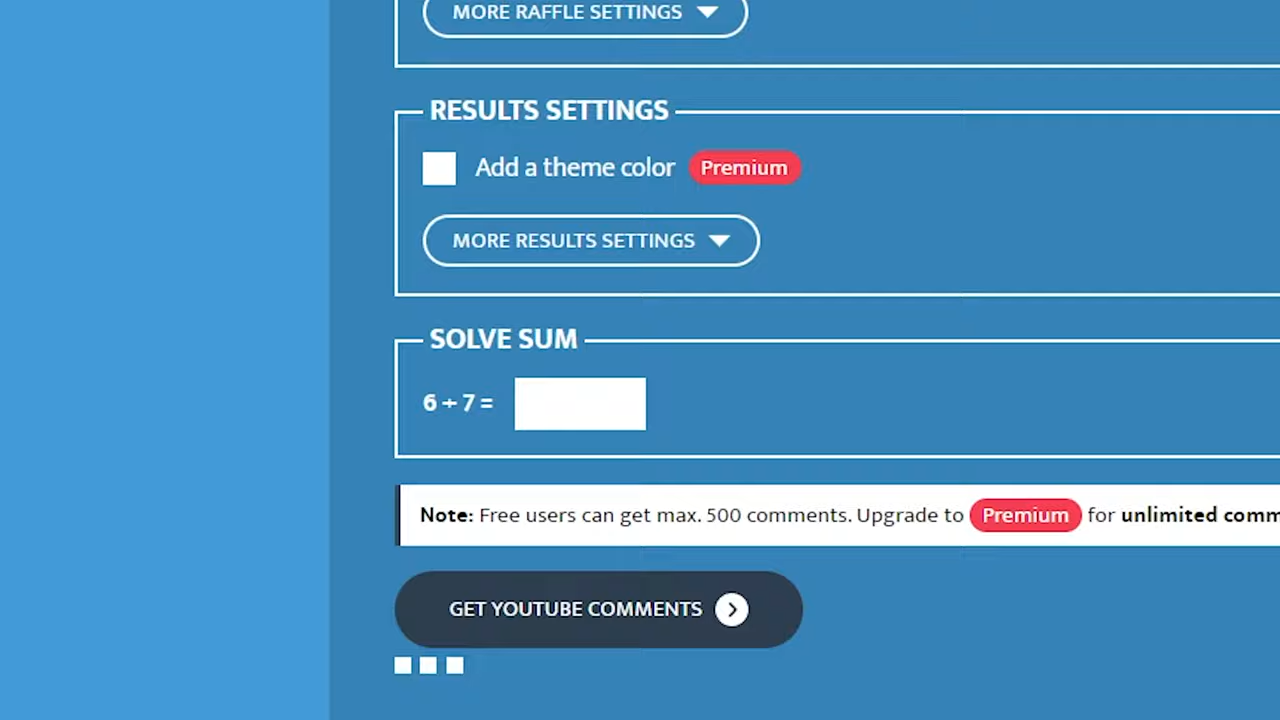 MORE RAFFLE SETTINGS
RESULTS SETTINGS
Add a theme color Premium
MORE RESULTS SETTINGS
SOLVE SUM
6 + 7 =
Note: Free users can get max. 500 comments. Upgrade to Premium for unlimited
GET YOUTUBE COMMENTS